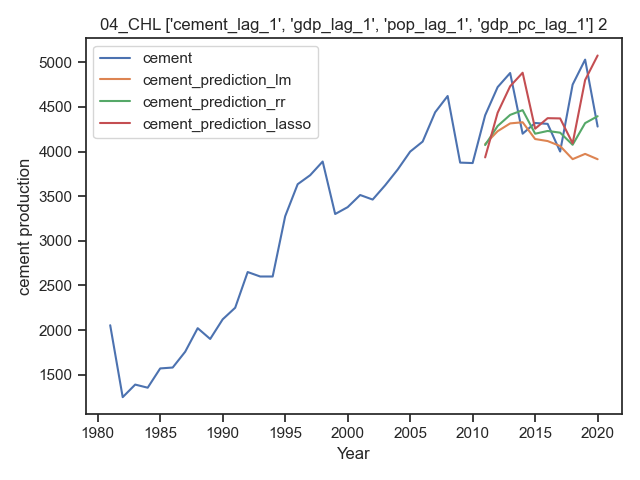 04_CHL ['cement_lag_1', 'gdp_lag_1', 'pop_lag_1', 'gdp_pc_lag_1'] 2
cement
cement_prediction_lm
cement_prediction_rr
cement_prediction_lasso
cement production
5000
4500
4000
3500
3000
2500
2000
1500
1980 1985 1990 1995 2000 2005 2010 2015 2020
Year